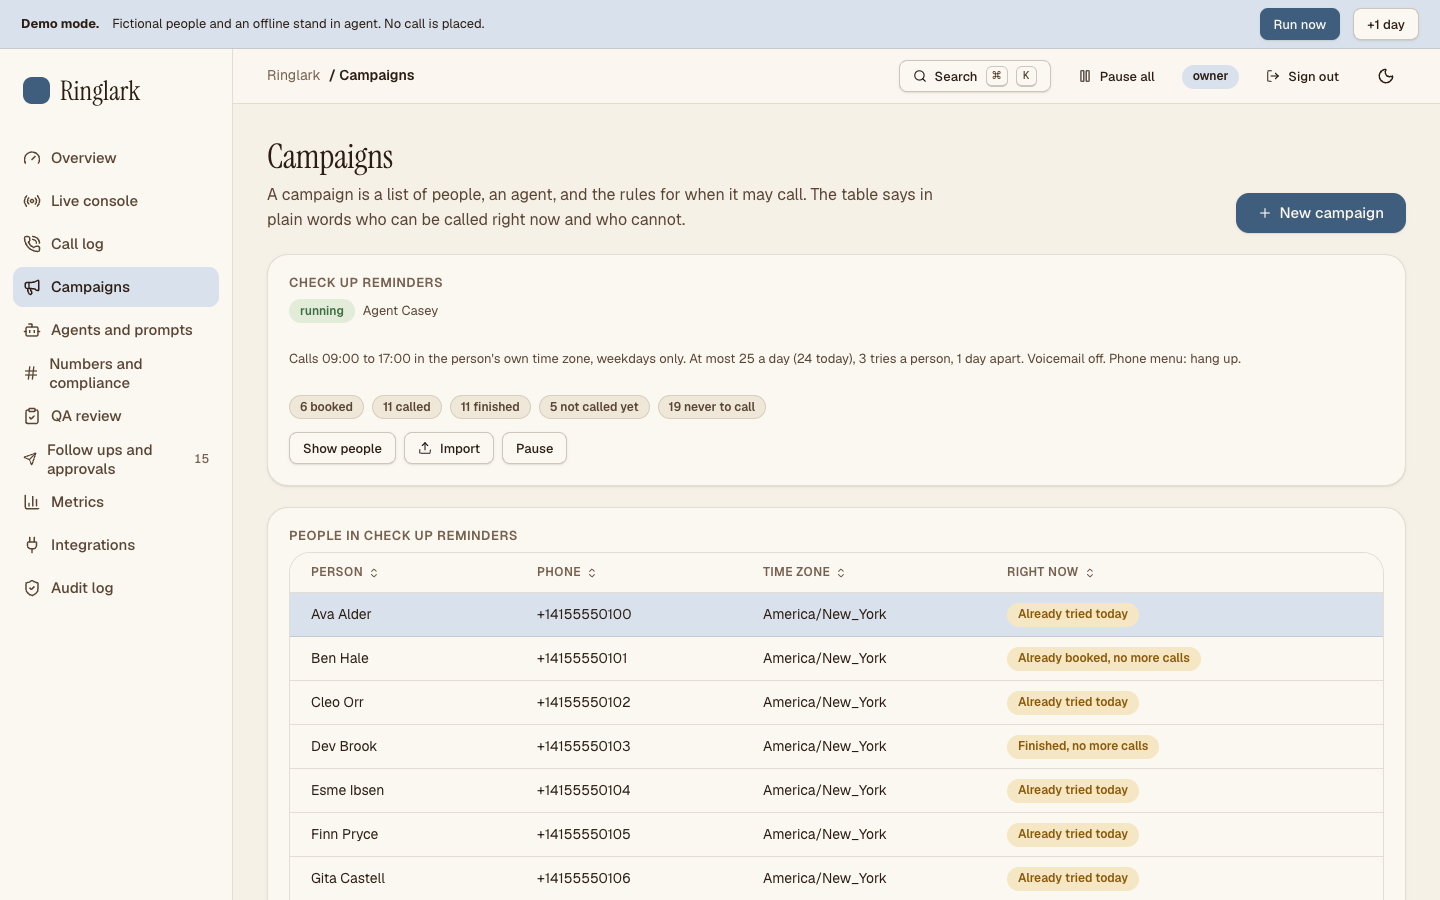 Demo mode. Fictional people and an offline stand in agent. No call is placed.
Run now
+1 day
Ringlark
Ringlark / Campaigns
Search ⌘ K
Pause all
owner
Sign out
Overview
Live console
Call log
Campaigns
Agents and prompts
Numbers and
compliance
QA review
Follow ups and
approvals
15
Metrics
Integrations
Audit log
Campaigns
A campaign is a list of people, an agent, and the rules for when it may call. The table says in
plain words who can be called right now and who cannot.
New campaign
CHECK UP REMINDERS
running Agent Casey
Calls 09:00 to 17:00 in the person's own time zone, weekdays only. At most 25 a day (24 today), 3 tries a person, 1 day apart. Voicemail off. Phone menu: hang up.
6 booked 11 called 11 finished 5 not called yet 19 never to call
Show people Import Pause
PEOPLE IN CHECK UP REMINDERS
PERSON PHONE TIME ZONE RIGHT NOW
Ava Alder +14155550100 America/New_York Already tried today
Ben Hale +14155550101 America/New_York Already booked, no more calls
Cleo Orr +14155550102 America/New_York Already tried today
Dev Brook +14155550103 America/New_York Finished, no more calls
Esme Ibsen +14155550104 America/New_York Already tried today
Finn Pryce +14155550105 America/New_York Already tried today
Gita Castell +14155550106 America/New_York Already tried today